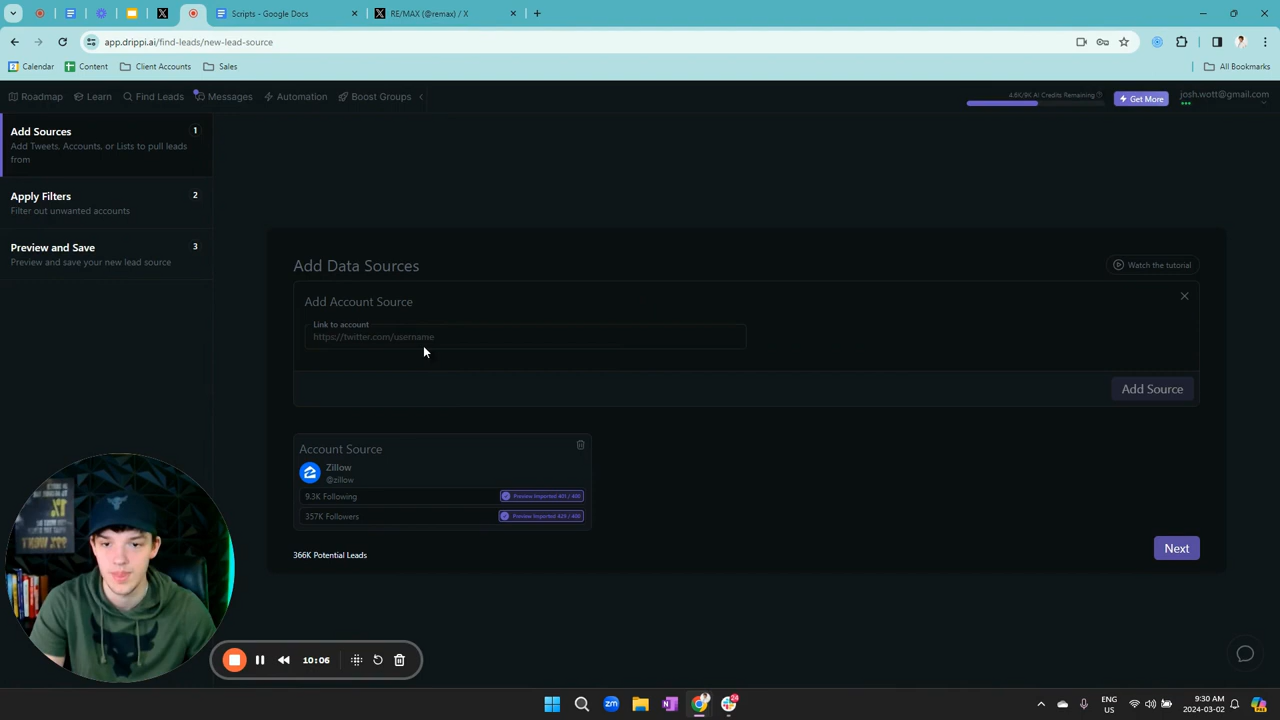 Scripts - Google Docs
RE/MAX (@remax) / X
app.drippi.ai/find-leads/new-lead-source
Calendar
Content
Client Accounts
Sales
All Bookmarks
Roadmap
Learn
Find Leads
Messages
Automation
Boost Groups
4.6K/9K AI Credits Remaining
Get More
josh.wott@gmail.com
Add Sources
1
Add Tweets, Accounts, or Lists to pull leads
from
Apply Filters
2
Filter out unwanted accounts
Preview and Save
3
Preview and save your new lead source
Add Data Sources
Watch the tutorial
Add Account Source
Link to account
https://twitter.com/username
Add Source
Account Source
Zillow
@zillow
9.3K Following
Preview Imported 401 / 400
357K Followers
Preview Imported 420 / 400
366K Potential Leads
Next
10:06
zm
24
ENG
US
9:30 AM
2024-03-02